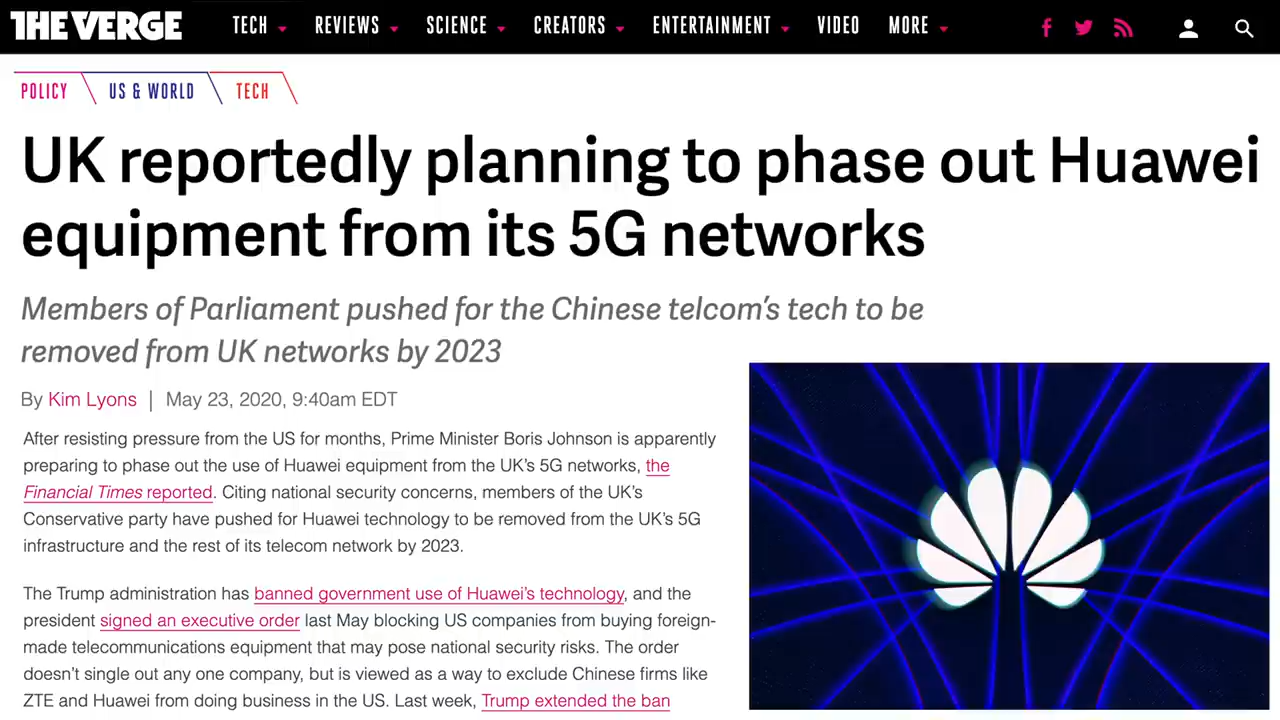 THE VERGE TECH REVIEWS SCIENCE CREATORS ENTERTAINMENT VIDEO MORE
POLICY US & WORLD TECH
UK reportedly planning to phase out Huawei
equipment from its 5G networks
Members of Parliament pushed for the Chinese telcom's tech to be
removed from UK networks by 2023
By Kim Lyons | May 23, 2020, 9:40am EDT
After resisting pressure from the US for months, Prime Minister Boris Johnson is apparently
preparing to phase out the use of Huawei equipment from the UK's 5G networks, the
Financial Times reported. Citing national security concerns, members of the UK's
Conservative party have pushed for Huawei technology to be removed from the UK's 5G
infrastructure and the rest of its telecom network by 2023.
The Trump administration has banned government use of Huawei's technology, and the
president signed an executive order last May blocking US companies from buying foreign-
made telecommunications equipment that may pose national security risks. The order
doesn't single out any one company, but is viewed as a way to exclude Chinese firms like
ZTE and Huawei from doing business in the US. Last week, Trump extended the ban